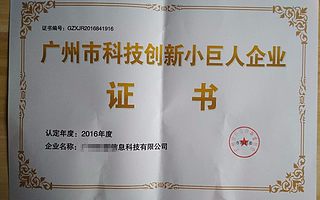 证书编号：GZXJR2016841916
广州市科技创新小巨人企业
证书
认定年度：2016年度
企业名称：广 信息科技有限公司